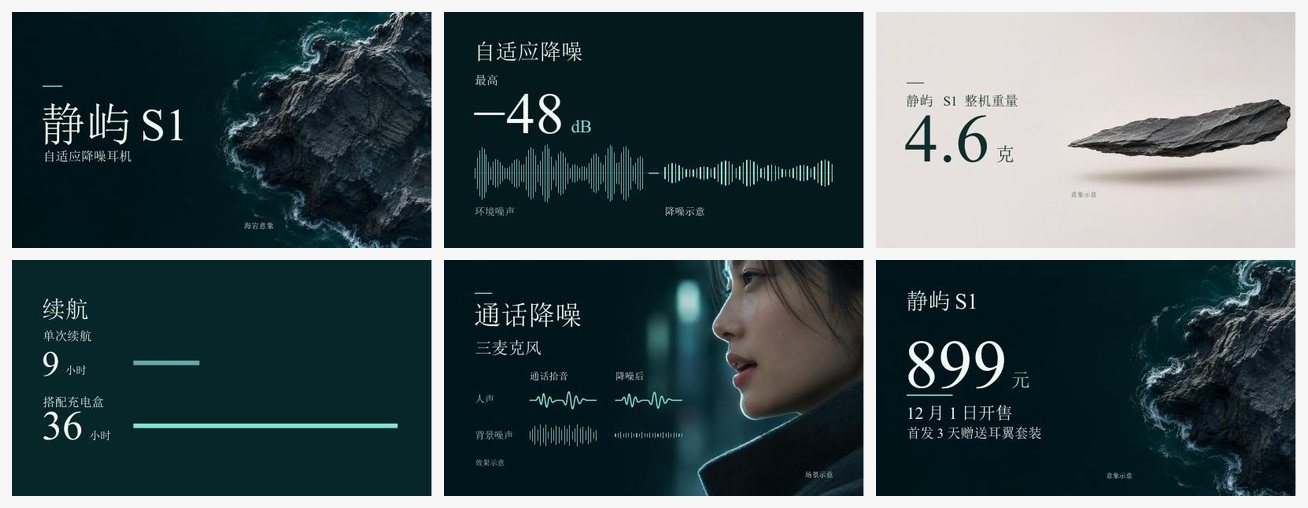 静屿 S1
自适应降噪耳机
海岩意象
自适应降噪
最高
−48 dB
环境噪声
降噪示意
静屿 S1 整机重量
4.6 克
意象示意
续航
单次续航
9 小时
搭配充电盒
36 小时
通话降噪
三麦克风
通话拾音
降噪后
人声
背景噪声
效果示意
场景示意
静屿 S1
899 元
12 月 1 日开售
首发 3 天赠送耳翼套装
意象示意